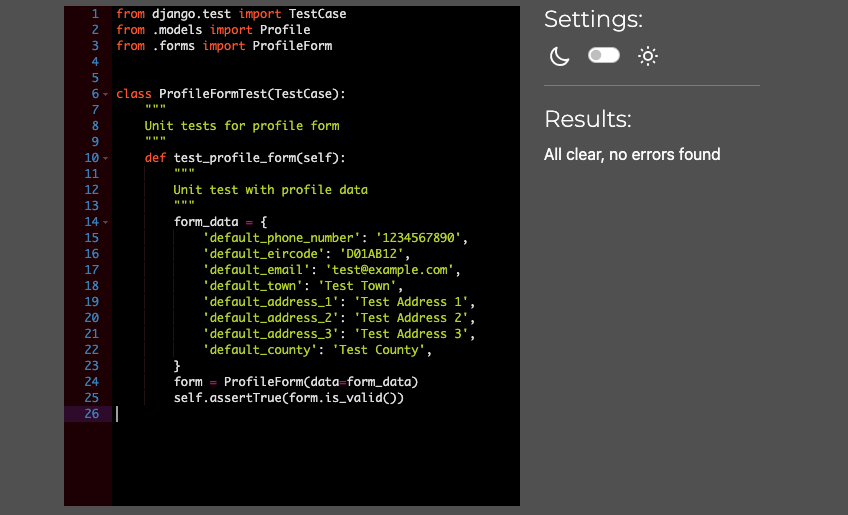 1 from django.test import TestCase
2 from .models import Profile
3 from .forms import ProfileForm
4
5
6 class ProfileFormTest(TestCase):
7     """
8     Unit tests for profile form
9     """
10     def test_profile_form(self):
11         """
12         Unit test with profile data
13         """
14         form_data = {
15             'default_phone_number': '1234567890',
16             'default_eircode': 'D01AB12',
17             'default_email': 'test@example.com',
18             'default_town': 'Test Town',
19             'default_address_1': 'Test Address 1',
20             'default_address_2': 'Test Address 2',
21             'default_address_3': 'Test Address 3',
22             'default_county': 'Test County',
23         }
24         form = ProfileForm(data=form_data)
25         self.assertTrue(form.is_valid())
26
Settings:
Results:
All clear, no errors found